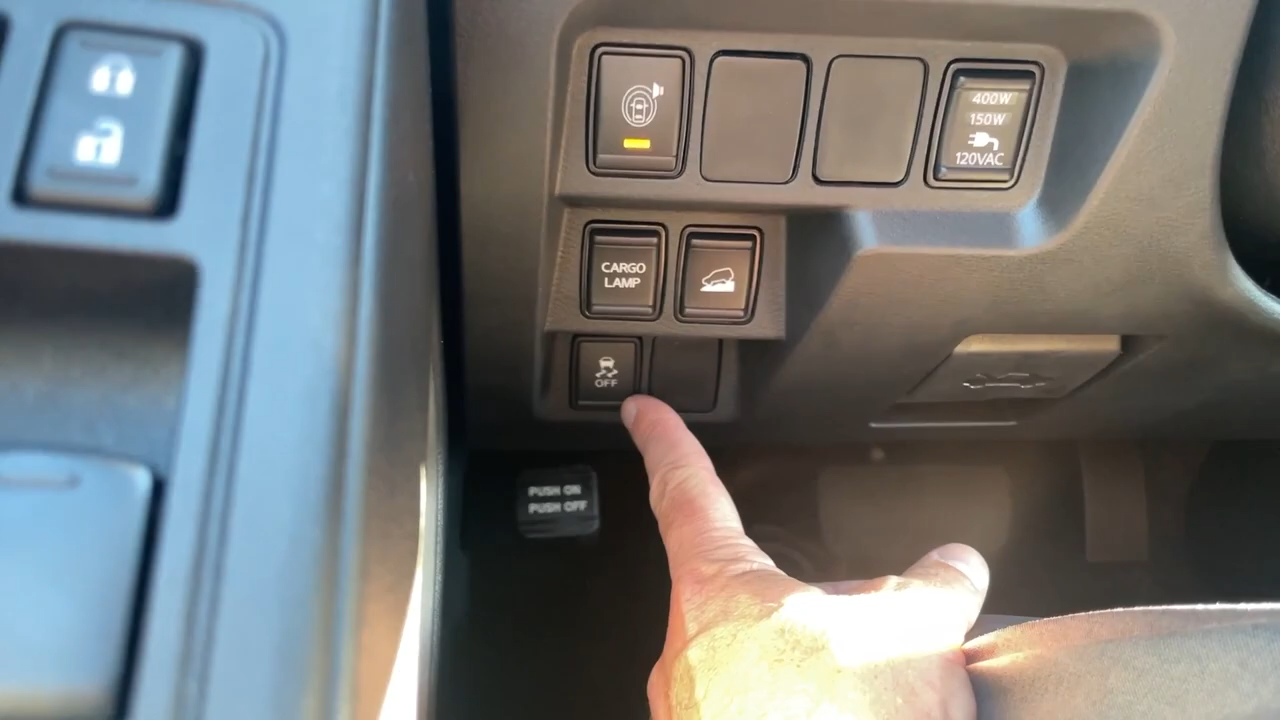 400W
150W
120VAC
CARGO
LAMP
OFF
PUSH ON
PUSH OFF